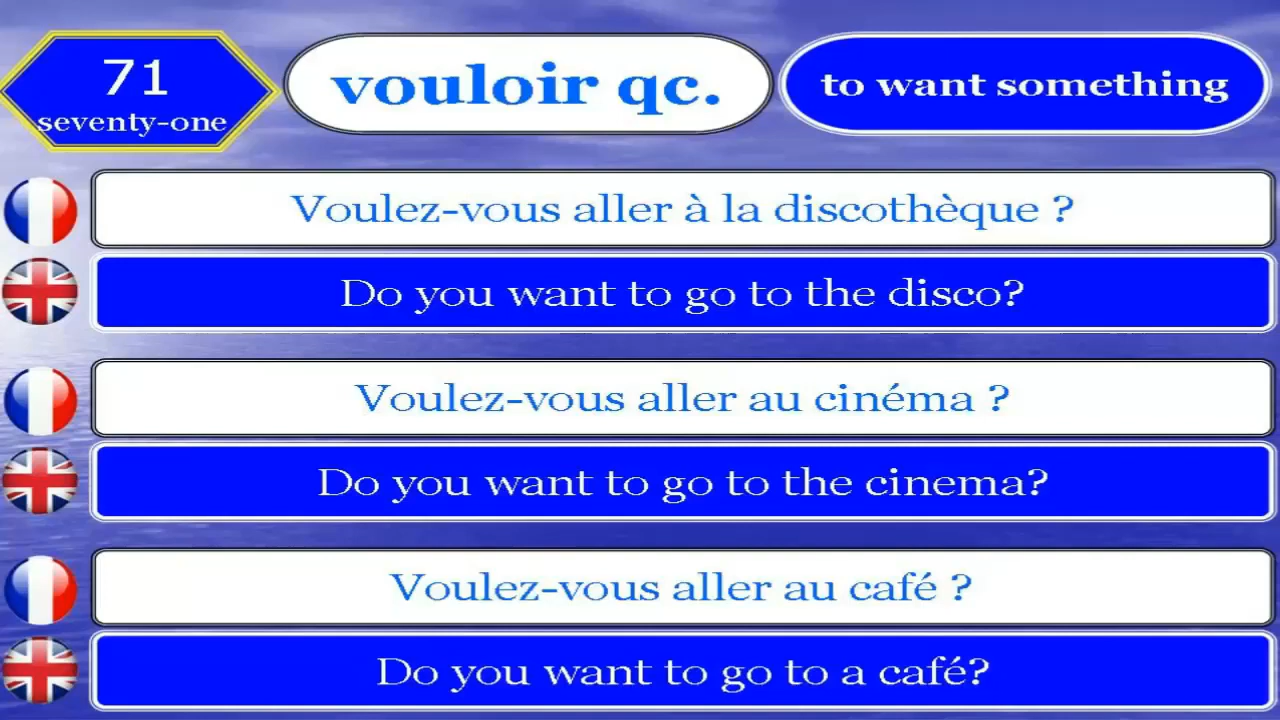 71
seventy-one
vouloir qc.
to want something
Voulez-vous aller à la discothèque ?
Do you want to go to the disco?
Voulez-vous aller au cinéma ?
Do you want to go to the cinema?
Voulez-vous aller au café ?
Do you want to go to a café?